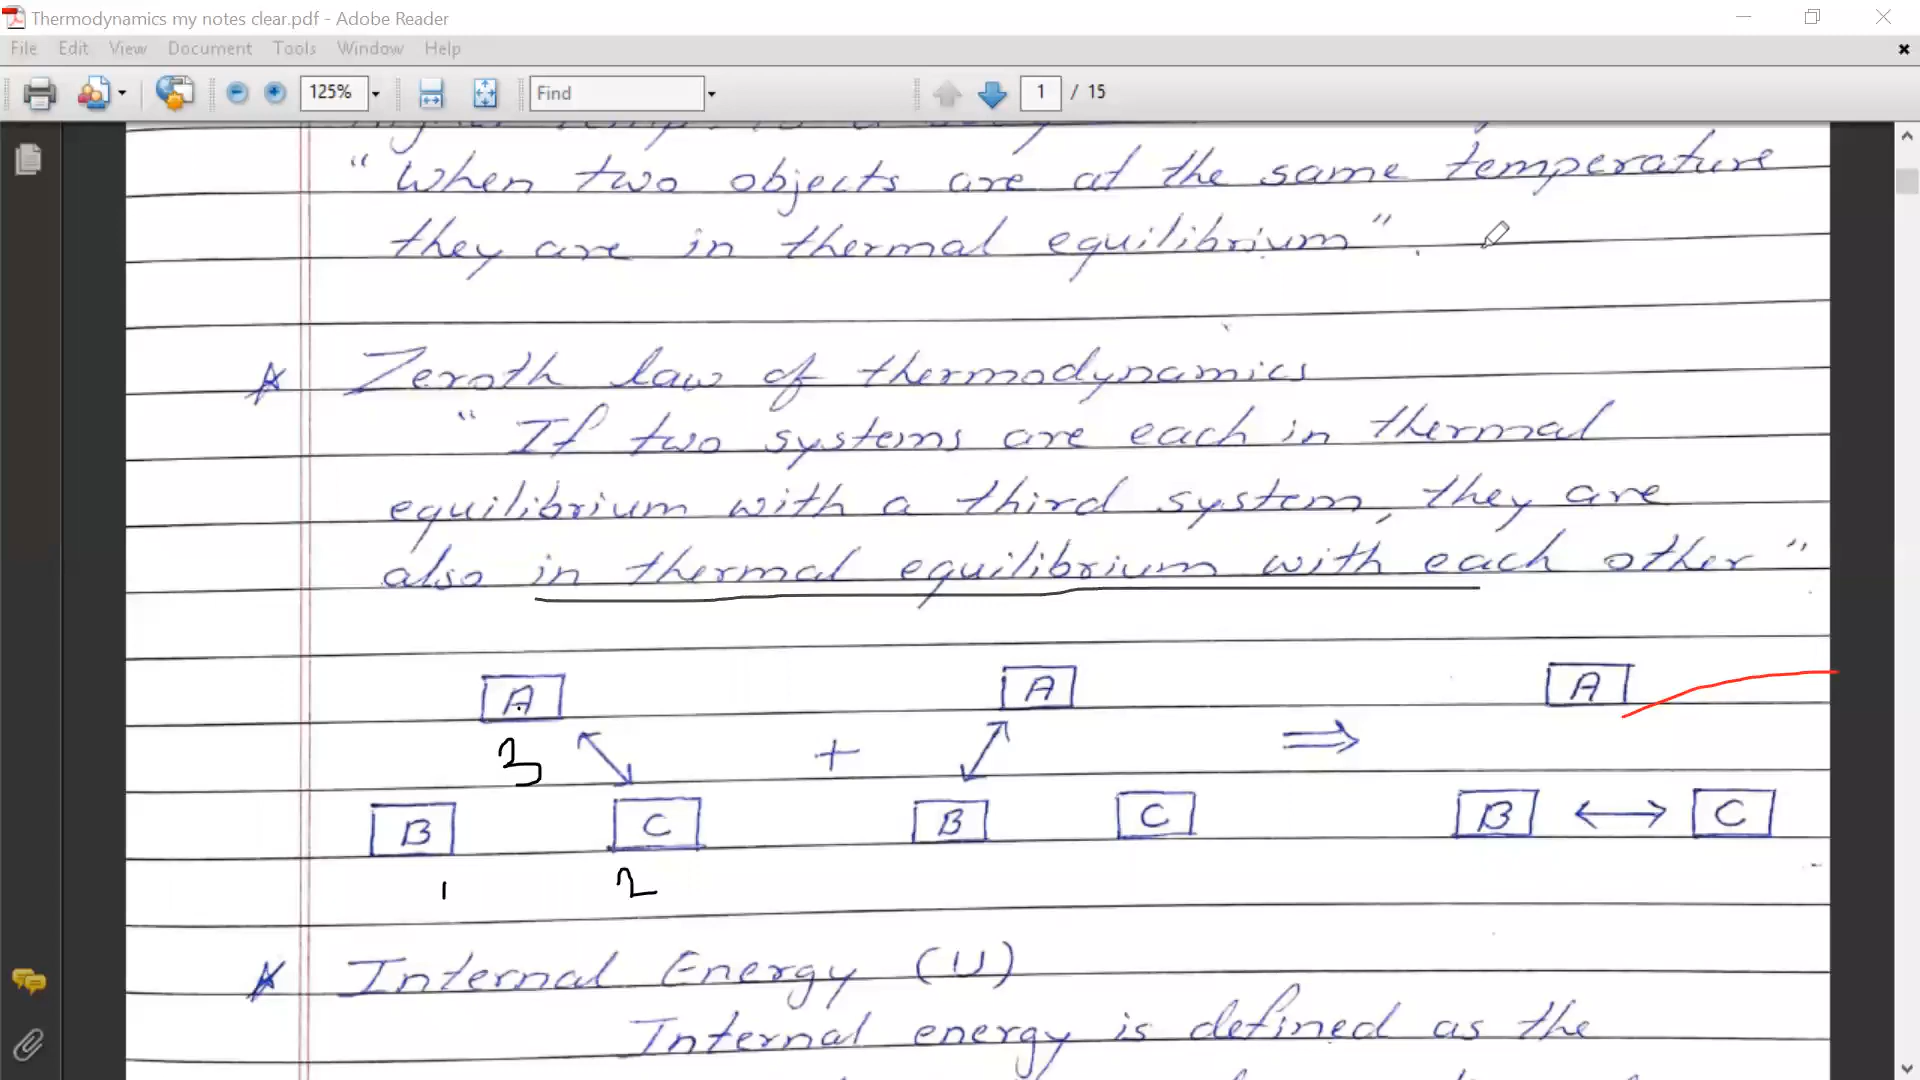 Thermodynamics my notes clear.pdf - Adobe Reader
File Edit View Document Tools Window Help
125% Find 1 / 15
"When two objects are at the same temperature
they are in thermal equilibrium".
Zeroth law of thermodynamics
"If two systems are each in thermal
equilibrium with a third system, they are
also in thermal equilibrium with each other"
A A A
3 + ⇒
B C B C B ↔ C
1 2
Internal Energy (U)
Internal energy is defined as the